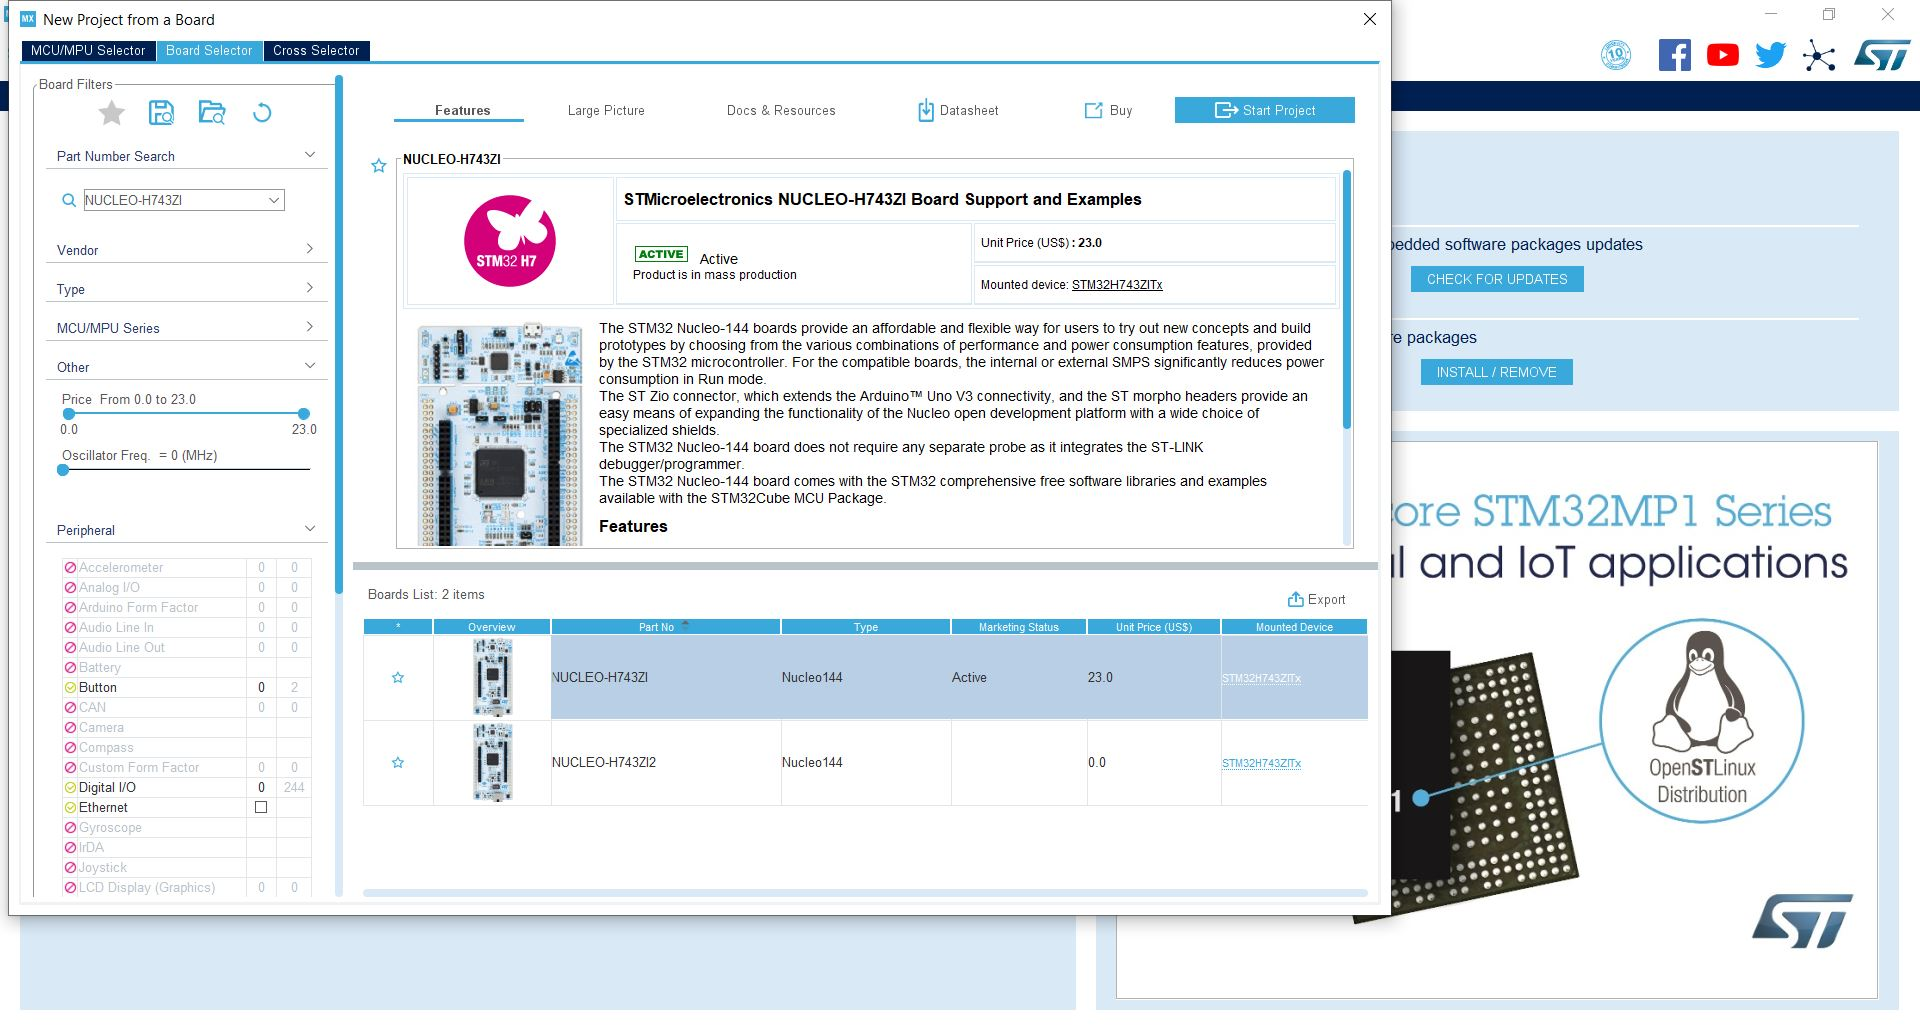 MX New Project from a Board
MCU/MPU Selector Board Selector Cross Selector
Board Filters
Part Number Search
NUCLEO-H743ZI
Vendor
Type
MCU/MPU Series
Other
Price From 0.0 to 23.0
0.0 23.0
Oscillator Freq. = 0 (MHz)
Peripheral
Accelerometer 0 0
Analog I/O 0 0
Arduino Form Factor 0 0
Audio Line In 0 0
Audio Line Out 0 0
Battery
Button 0 2
CAN 0 0
Camera
Compass
Custom Form Factor 0 0
Digital I/O 0 244
Ethernet
Gyroscope
IrDA
Joystick
LCD Display (Graphics) 0 0
Features Large Picture Docs & Resources Datasheet Buy Start Project
NUCLEO-H743ZI
STM32 H7
STMicroelectronics NUCLEO-H743ZI Board Support and Examples
ACTIVE Active
Product is in mass production
Unit Price (US$) : 23.0
Mounted device: STM32H743ZITx
The STM32 Nucleo-144 boards provide an affordable and flexible way for users to try out new concepts and build
prototypes by choosing from the various combinations of performance and power consumption features, provided
by the STM32 microcontroller. For the compatible boards, the internal or external SMPS significantly reduces power
consumption in Run mode.
The ST Zio connector, which extends the Arduino™ Uno V3 connectivity, and the ST morpho headers provide an
easy means of expanding the functionality of the Nucleo open development platform with a wide choice of
specialized shields.
The STM32 Nucleo-144 board does not require any separate probe as it integrates the ST-LINK
debugger/programmer.
The STM32 Nucleo-144 board comes with the STM32 comprehensive free software libraries and examples
available with the STM32Cube MCU Package.
Features
Boards List: 2 items
Export
* Overview Part No Type Marketing Status Unit Price (US$) Mounted Device
NUCLEO-H743ZI Nucleo144 Active 23.0 STM32H743ZITx
NUCLEO-H743ZI2 Nucleo144 0.0 STM32H743ZITx
10
ST
bedded software packages updates
CHECK FOR UPDATES
re packages
INSTALL / REMOVE
core STM32MP1 Series
l and IoT applications
1
OpenSTLinux
Distribution
ST